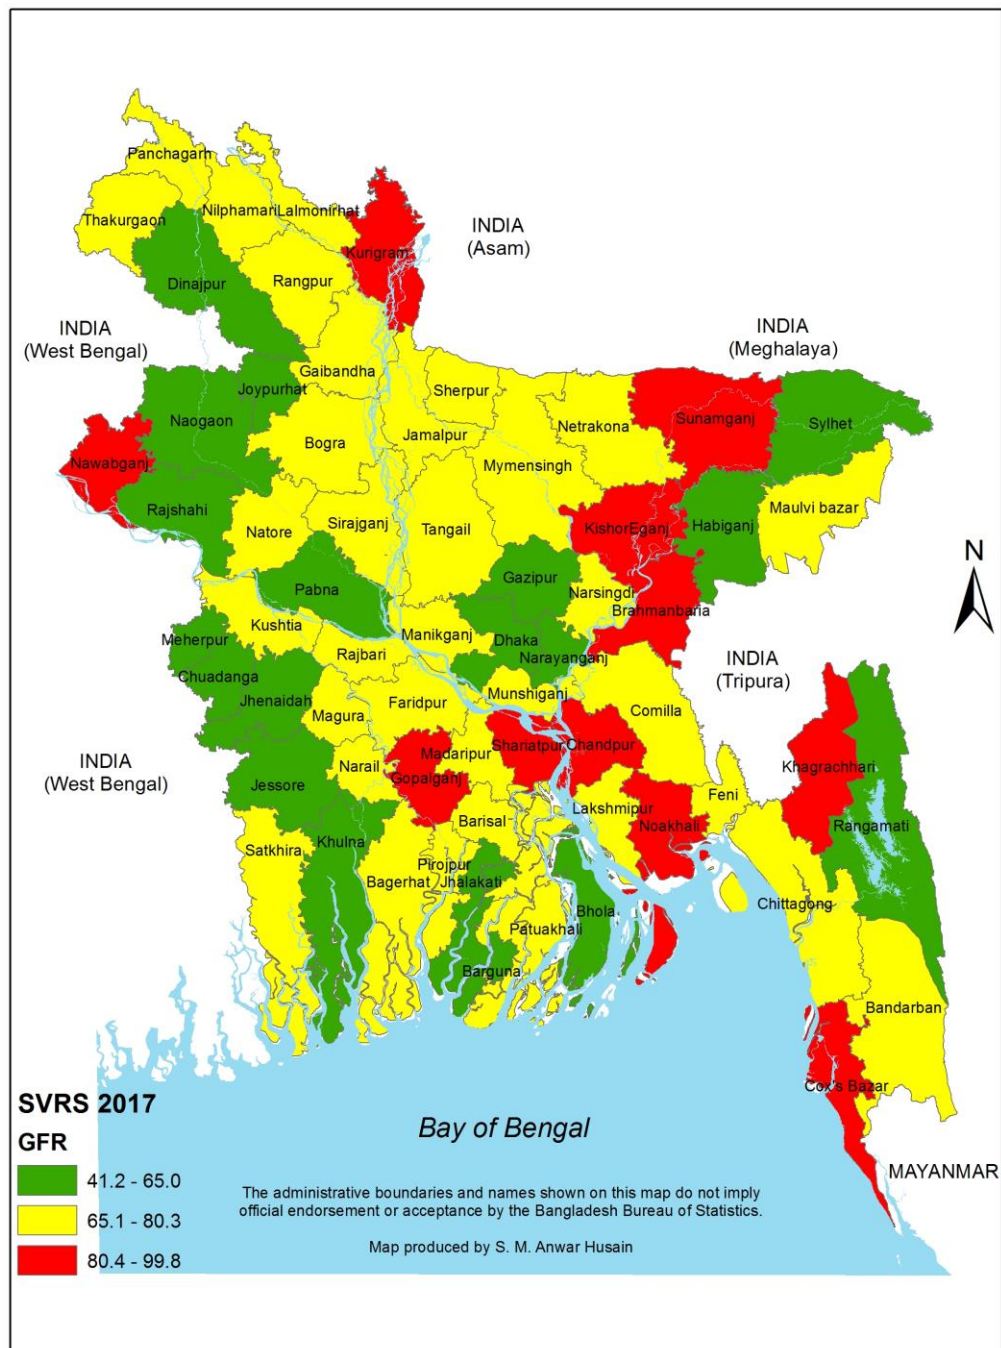 Panchagarh
Thakurgaon
Nilphamari
Lalmonirhat
Kurigram
INDIA
(Asam)
Dinajpur
Rangpur
INDIA
(West Bengal)
INDIA
(Meghalaya)
Gaibandha
Joypurhat
Sherpur
Naogaon
Bogra
Jamalpur
Netrakona
Sunamganj
Sylhet
Nawabganj
Mymensingh
Rajshahi
Natore
Sirajganj
Tangail
KishorEganj
Habiganj
Maulvi bazar
N
Pabna
Gazipur
Narsingdi
Brahmanbaria
Kushtia
Manikganj
Dhaka
Meherpur
Rajbari
Narayanganj
INDIA
(Tripura)
Chuadanga
Jhenaidah
Munshiganj
Magura
Faridpur
Comilla
INDIA
(West Bengal)
Narail
Madaripur
Shariatpur
Chandpur
Khagrachhari
Gopalganj
Jessore
Feni
Lakshmipur
Barisal
Noakhali
Rangamati
Satkhira
Khulna
Pirojpur
Jhalakati
Bagerhat
Bhola
Chittagong
Patuakhali
Barguna
Bandarban
Cox's Bazar
SVRS 2017
GFR
41.2 - 65.0
65.1 - 80.3
80.4 - 99.8
Bay of Bengal
MAYANMAR
The administrative boundaries and names shown on this map do not imply
official endorsement or acceptance by the Bangladesh Bureau of Statistics.
Map produced by S. M. Anwar Husain